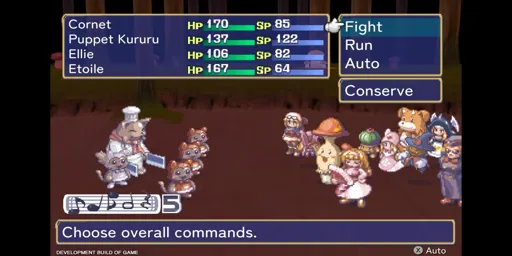 Cornet HP 170 SP 85
Puppet Kururu HP 137 SP 122
Ellie HP 106 SP 82
Etoile HP 167 SP 64
Fight
Run
Auto
Conserve
5
Choose overall commands.
DEVELOPMENT BUILD OF GAME
X Auto